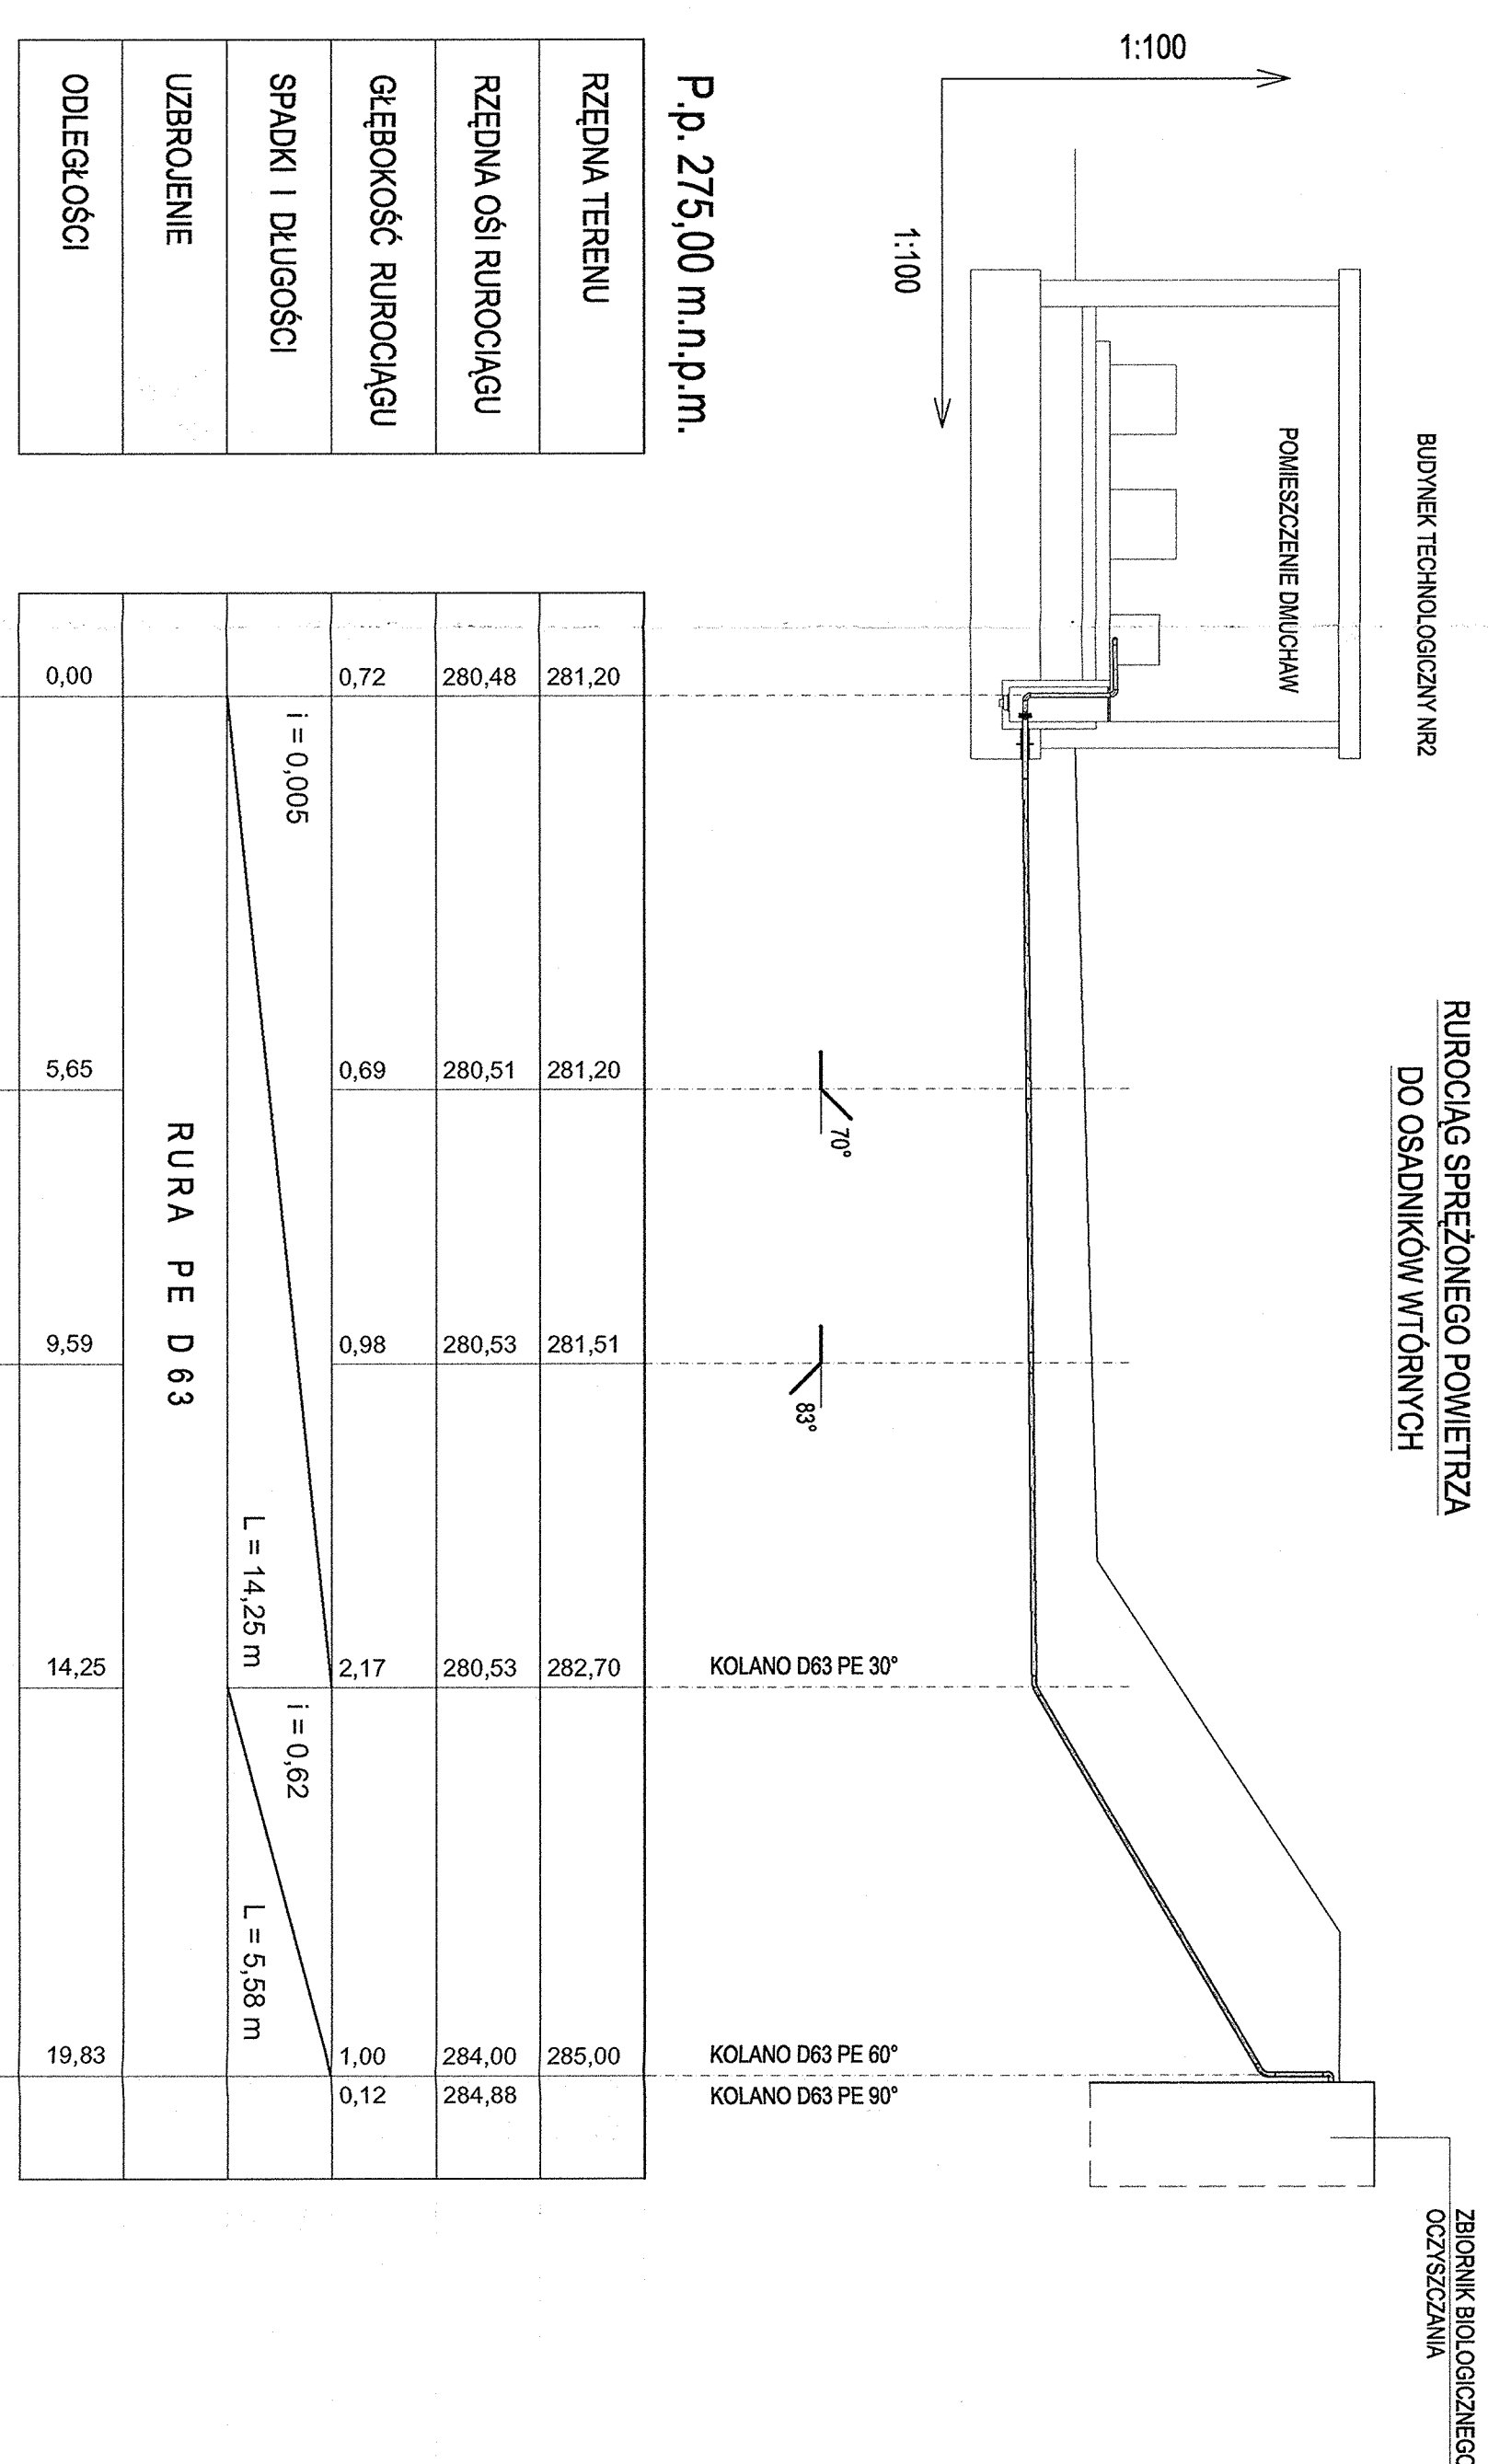 RUROCIĄG SPRĘŻONEGO POWIETRZA
DO OSADNIKÓW WTÓRNYCH
BUDYNEK TECHNOLOGICZNY NR2
POMIESZCZENIE DMUCHAW
ZBIORNIK BIOLOGICZNEGO
OCZYSZCZANIA
1:100
1:100
70°
83°
KOLANO D63 PE 30°
KOLANO D63 PE 60°
KOLANO D63 PE 90°
P.p. 275,00 m.n.p.m.
RZĘDNA TERENU
281,20
281,20
281,51
282,70
285,00
RZĘDNA OŚI RUROCIĄGU
280,48
280,51
280,53
280,53
284,00
284,88
GŁĘBOKOŚĆ RUROCIĄGU
0,72
0,69
0,98
2,17
1,00
0,12
SPADKI I DŁUGOŚCI
i = 0,005
L = 14,25 m
i = 0,62
L = 5,58 m
UZBROJENIE
RURA PE D63
ODLEGŁOŚCI
0,00
5,65
9,59
14,25
19,83